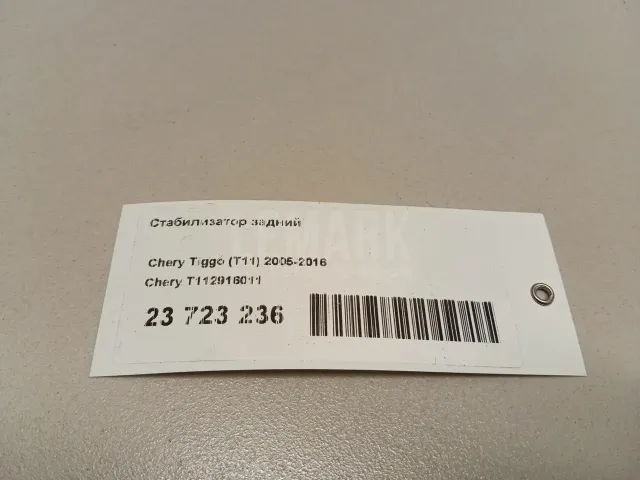 Стабилизатор задний
Chery Tiggo (T11) 2005-2016
Chery T112916011
23 723 236